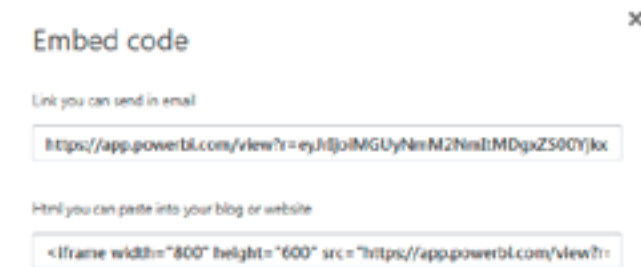 Embed code
Link you can send in email
https://app.powerbi.com/view?r=
Html you can paste into your blog or website
<iframe width="800" height="600" src="https://app.powerbi.com/view?r=